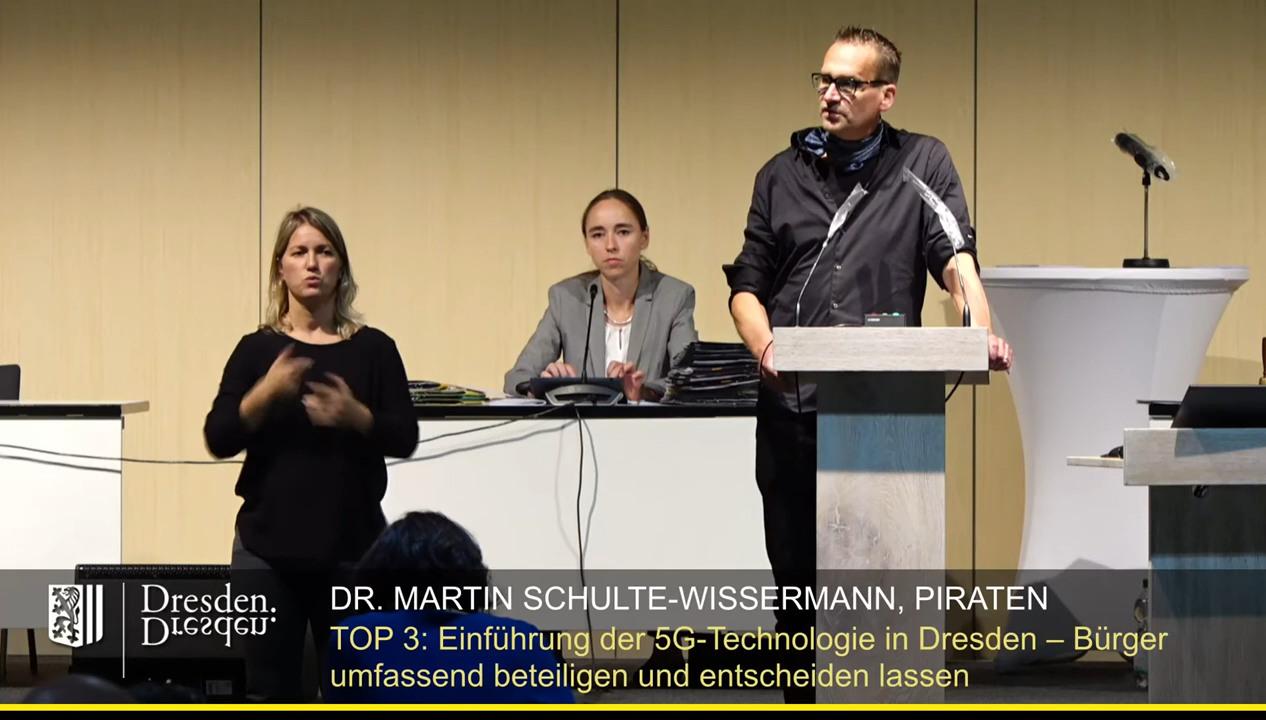 Dresden.
Dresden.
DR. MARTIN SCHULTE-WISSERMANN, PIRATEN
TOP 3: Einführung der 5G-Technologie in Dresden – Bürger
umfassend beteiligen und entscheiden lassen